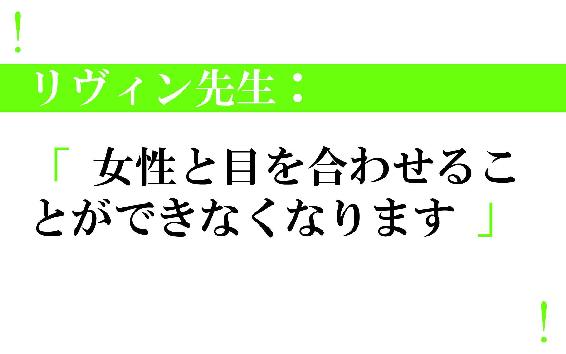 !
リヴィン先生：
「 女性と目を合わせるこ
とができなくなります 」
!